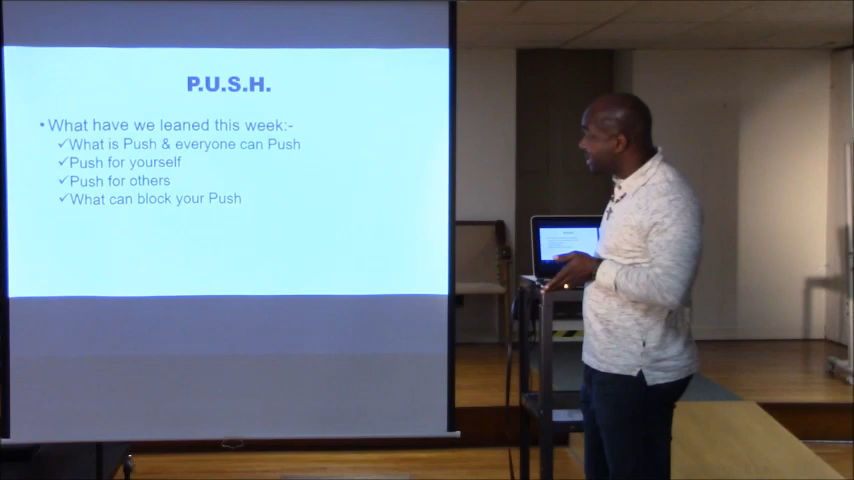 P.U.S.H.
• What have we leaned this week:-
✓What is Push & everyone can Push
✓Push for yourself
✓Push for others
✓What can block your Push